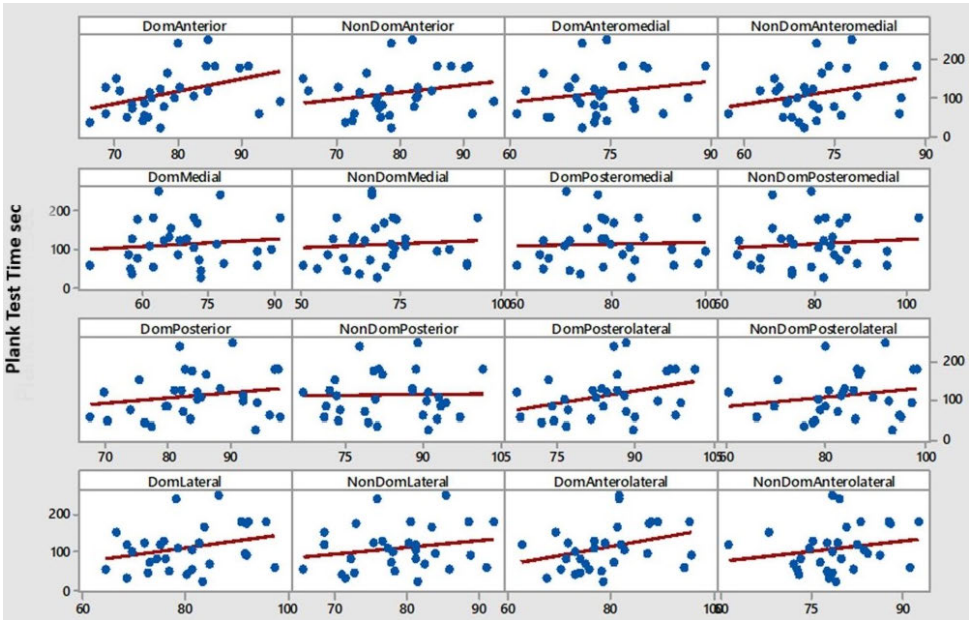 DomAnterior NonDomAnterior DomAnteromedial NonDomAnteromedial
200
100
0
70 80 90 70 80 90 60 75 90 60 75 90
DomMedial NonDomMedial DomPosteromedial NonDomPosteromedial
200
100
0
60 75 90 50 75 100 60 80 100 60 80 100
Plank Test Time sec
DomPosterior NonDomPosterior DomPosterolateral NonDomPosterolateral
200
100
0
70 80 90 75 90 105 75 90 105 60 80 100
DomLateral NonDomLateral DomAnterolateral NonDomAnterolateral
200
100
0
60 80 100 70 80 90 60 80 100 60 75 90